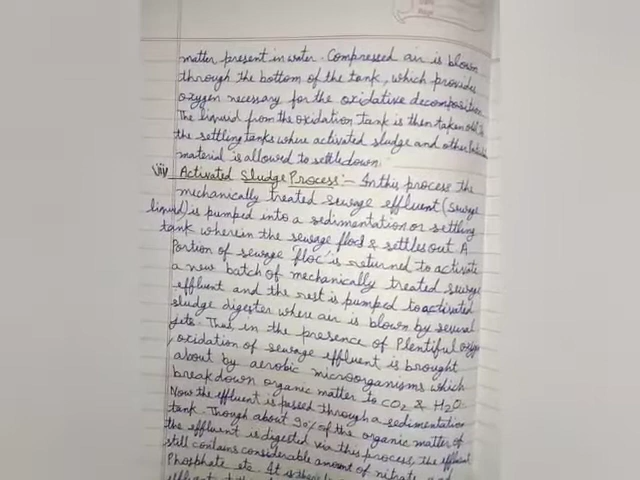 matter present in water. Compressed air is blown
through the bottom of the tank, which provides
oxygen necessary for the oxidative decomposition
The liquid from the oxidation tank is then taken
the settling tanks where activated sludge and other
material is allowed to settle down.
Activated Sludge Process:- In this process the
mechanically treated sewage effluent (sewage
liquid) is pumped into a sedimentation or settling
tank wherein the sewage flocs & settles out. A
Portion of sewage 'floc' is returned to activate
a new batch of mechanically treated sewage
effluent and the rest is pumped to activated
sludge digester where air is blown by several
jets. Thus in the presence of Plentiful oxygen
oxidation of sewage effluent is brought
about by aerobic microorganisms which
breakdown organic matter to CO2 & H2O.
Now the effluent is passed through a sedimentation
tank. Though about 90% of the organic matter of
the effluent is digested via this process, the effluent
still contains considerable amount of nitrate
Phosphate etc. It is
effluent